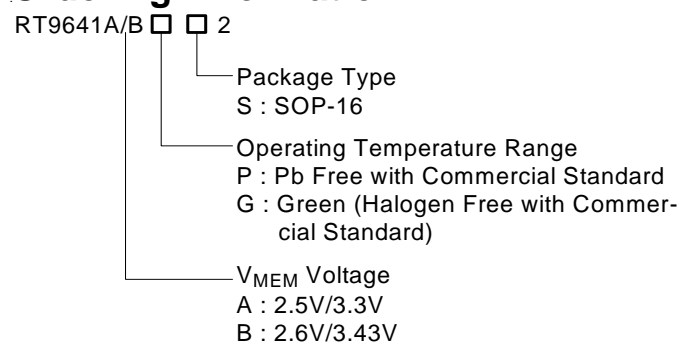 RT9641A/B □ □ 2
Package Type
S : SOP-16
Operating Temperature Range
P : Pb Free with Commercial Standard
G : Green (Halogen Free with Commer-
cial Standard)
VMEM Voltage
A : 2.5V/3.3V
B : 2.6V/3.43V